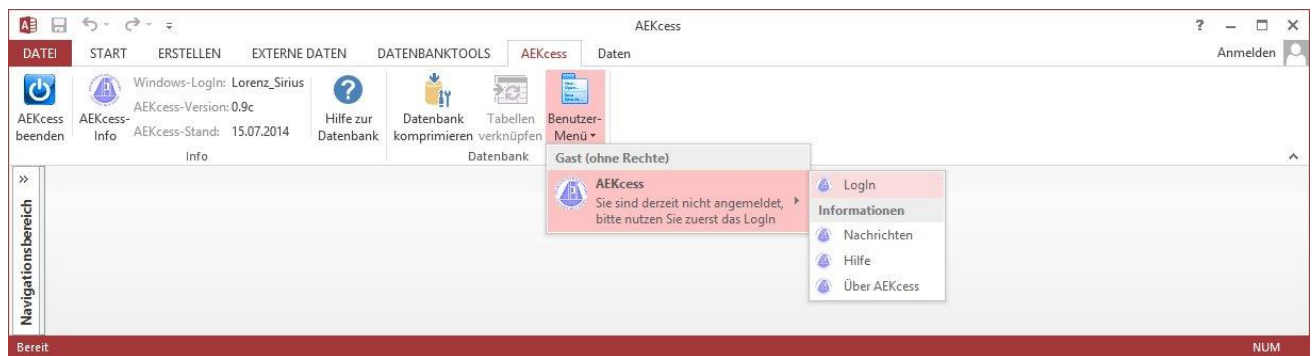 AEKcess
DATEI START ERSTELLEN EXTERNE DATEN DATENBANKTOOLS AEKcess Daten Anmelden
AEKcess beenden
AEKcess-Info
Windows-LogIn: Lorenz_Sirius
AEKcess-Version: 0.9c
AEKcess-Stand: 15.07.2014
Hilfe zur Datenbank
Datenbank komprimieren
Tabellen verknüpfen
Benutzer-Menü
Info
Datenbank
Gast (ohne Rechte)
AEKcess
Sie sind derzeit nicht angemeldet,
bitte nutzen Sie zuerst das LogIn
LogIn
Informationen
Nachrichten
Hilfe
Über AEKcess
Navigationsbereich
Bereit NUM